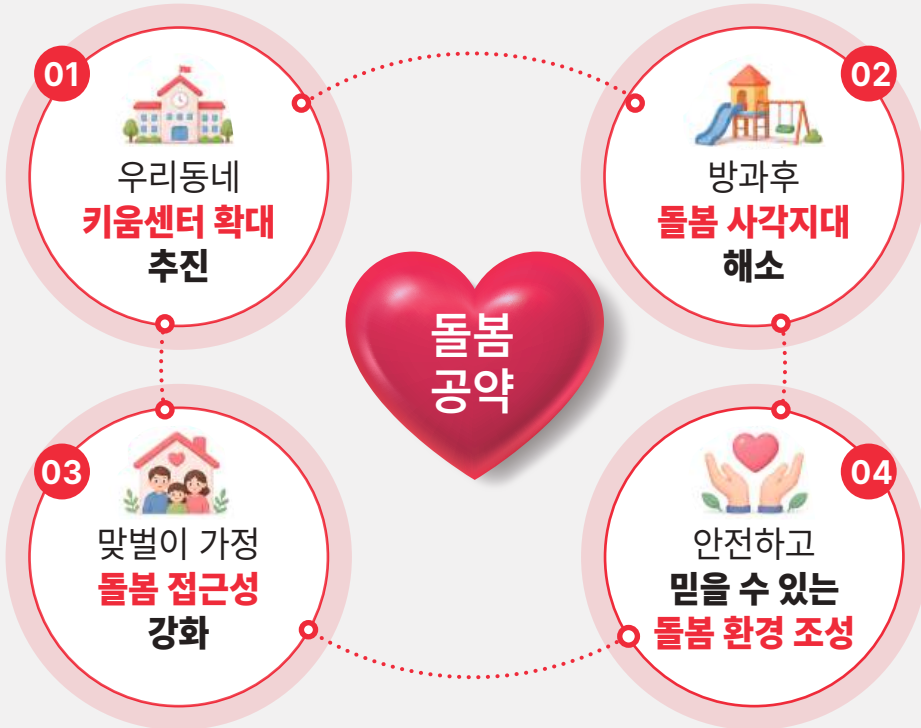 01
우리동네
키움센터 확대
추진
02
방과후
돌봄 사각지대
해소
돌봄
공약
03
맞벌이 가정
돌봄 접근성
강화
04
안전하고
믿을 수 있는
돌봄 환경 조성